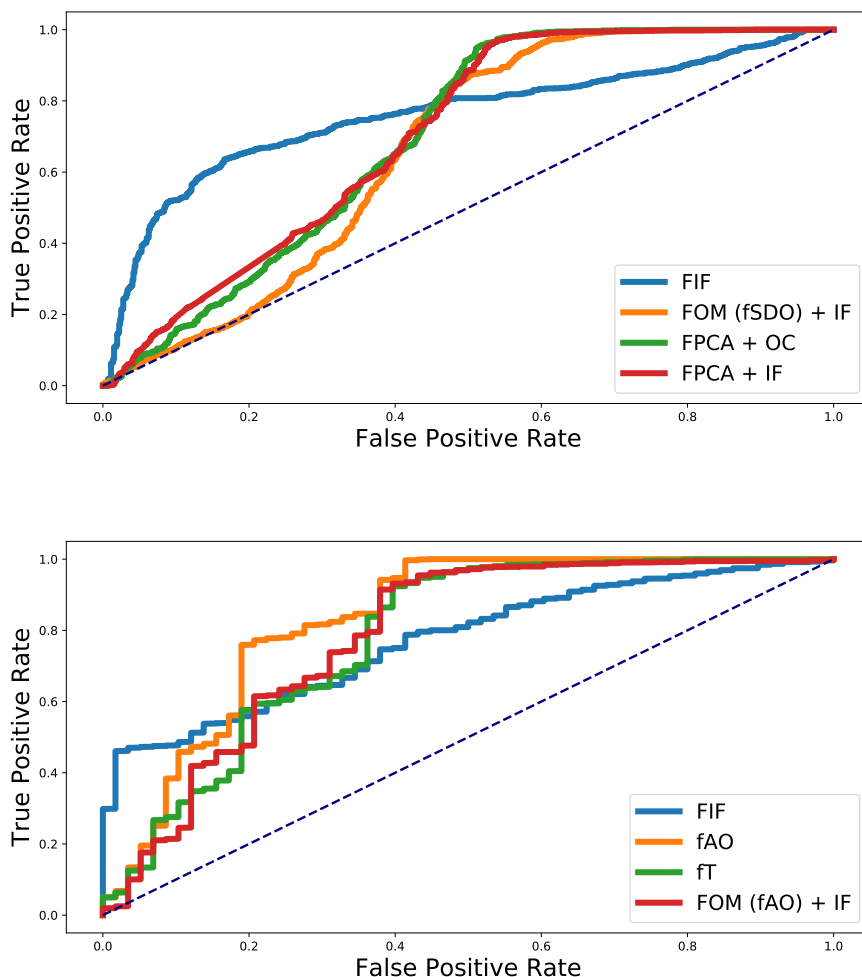 1.0
0.8
0.6
0.4
0.2
0.0
True Positive Rate
FIF
FOM (fSDO) + IF
FPCA + OC
FPCA + IF
0.0 0.2 0.4 0.6 0.8 1.0
False Positive Rate
1.0
0.8
0.6
0.4
0.2
0.0
True Positive Rate
FIF
fAO
fT
FOM (fAO) + IF
0.0 0.2 0.4 0.6 0.8 1.0
False Positive Rate